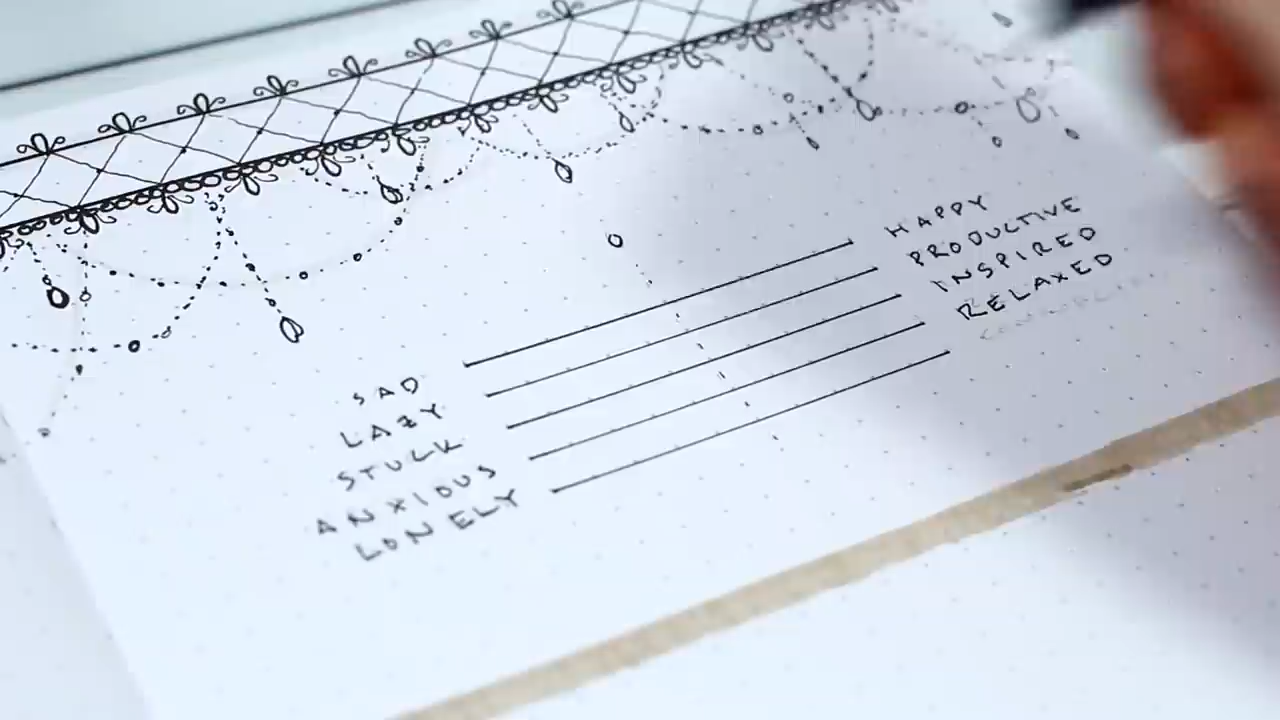 SAD HAPPY
LAZY PRODUCTIVE
STUCK INSPIRED
ANXIOUS RELAXED
LONELY